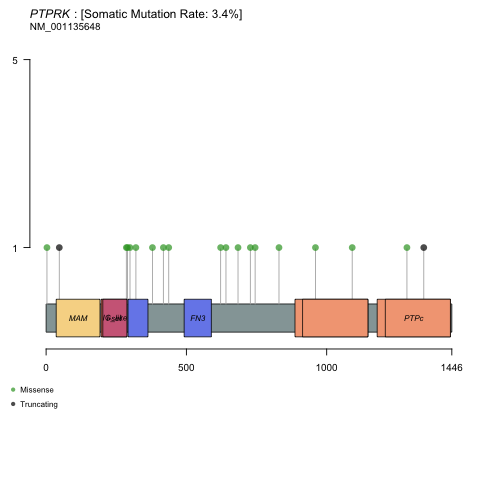 PTPRK : [Somatic Mutation Rate: 3.4%]
NM_001135648
5
1
MAM
FN3
PTPc
0 500 1000 1446
Missense
Truncating